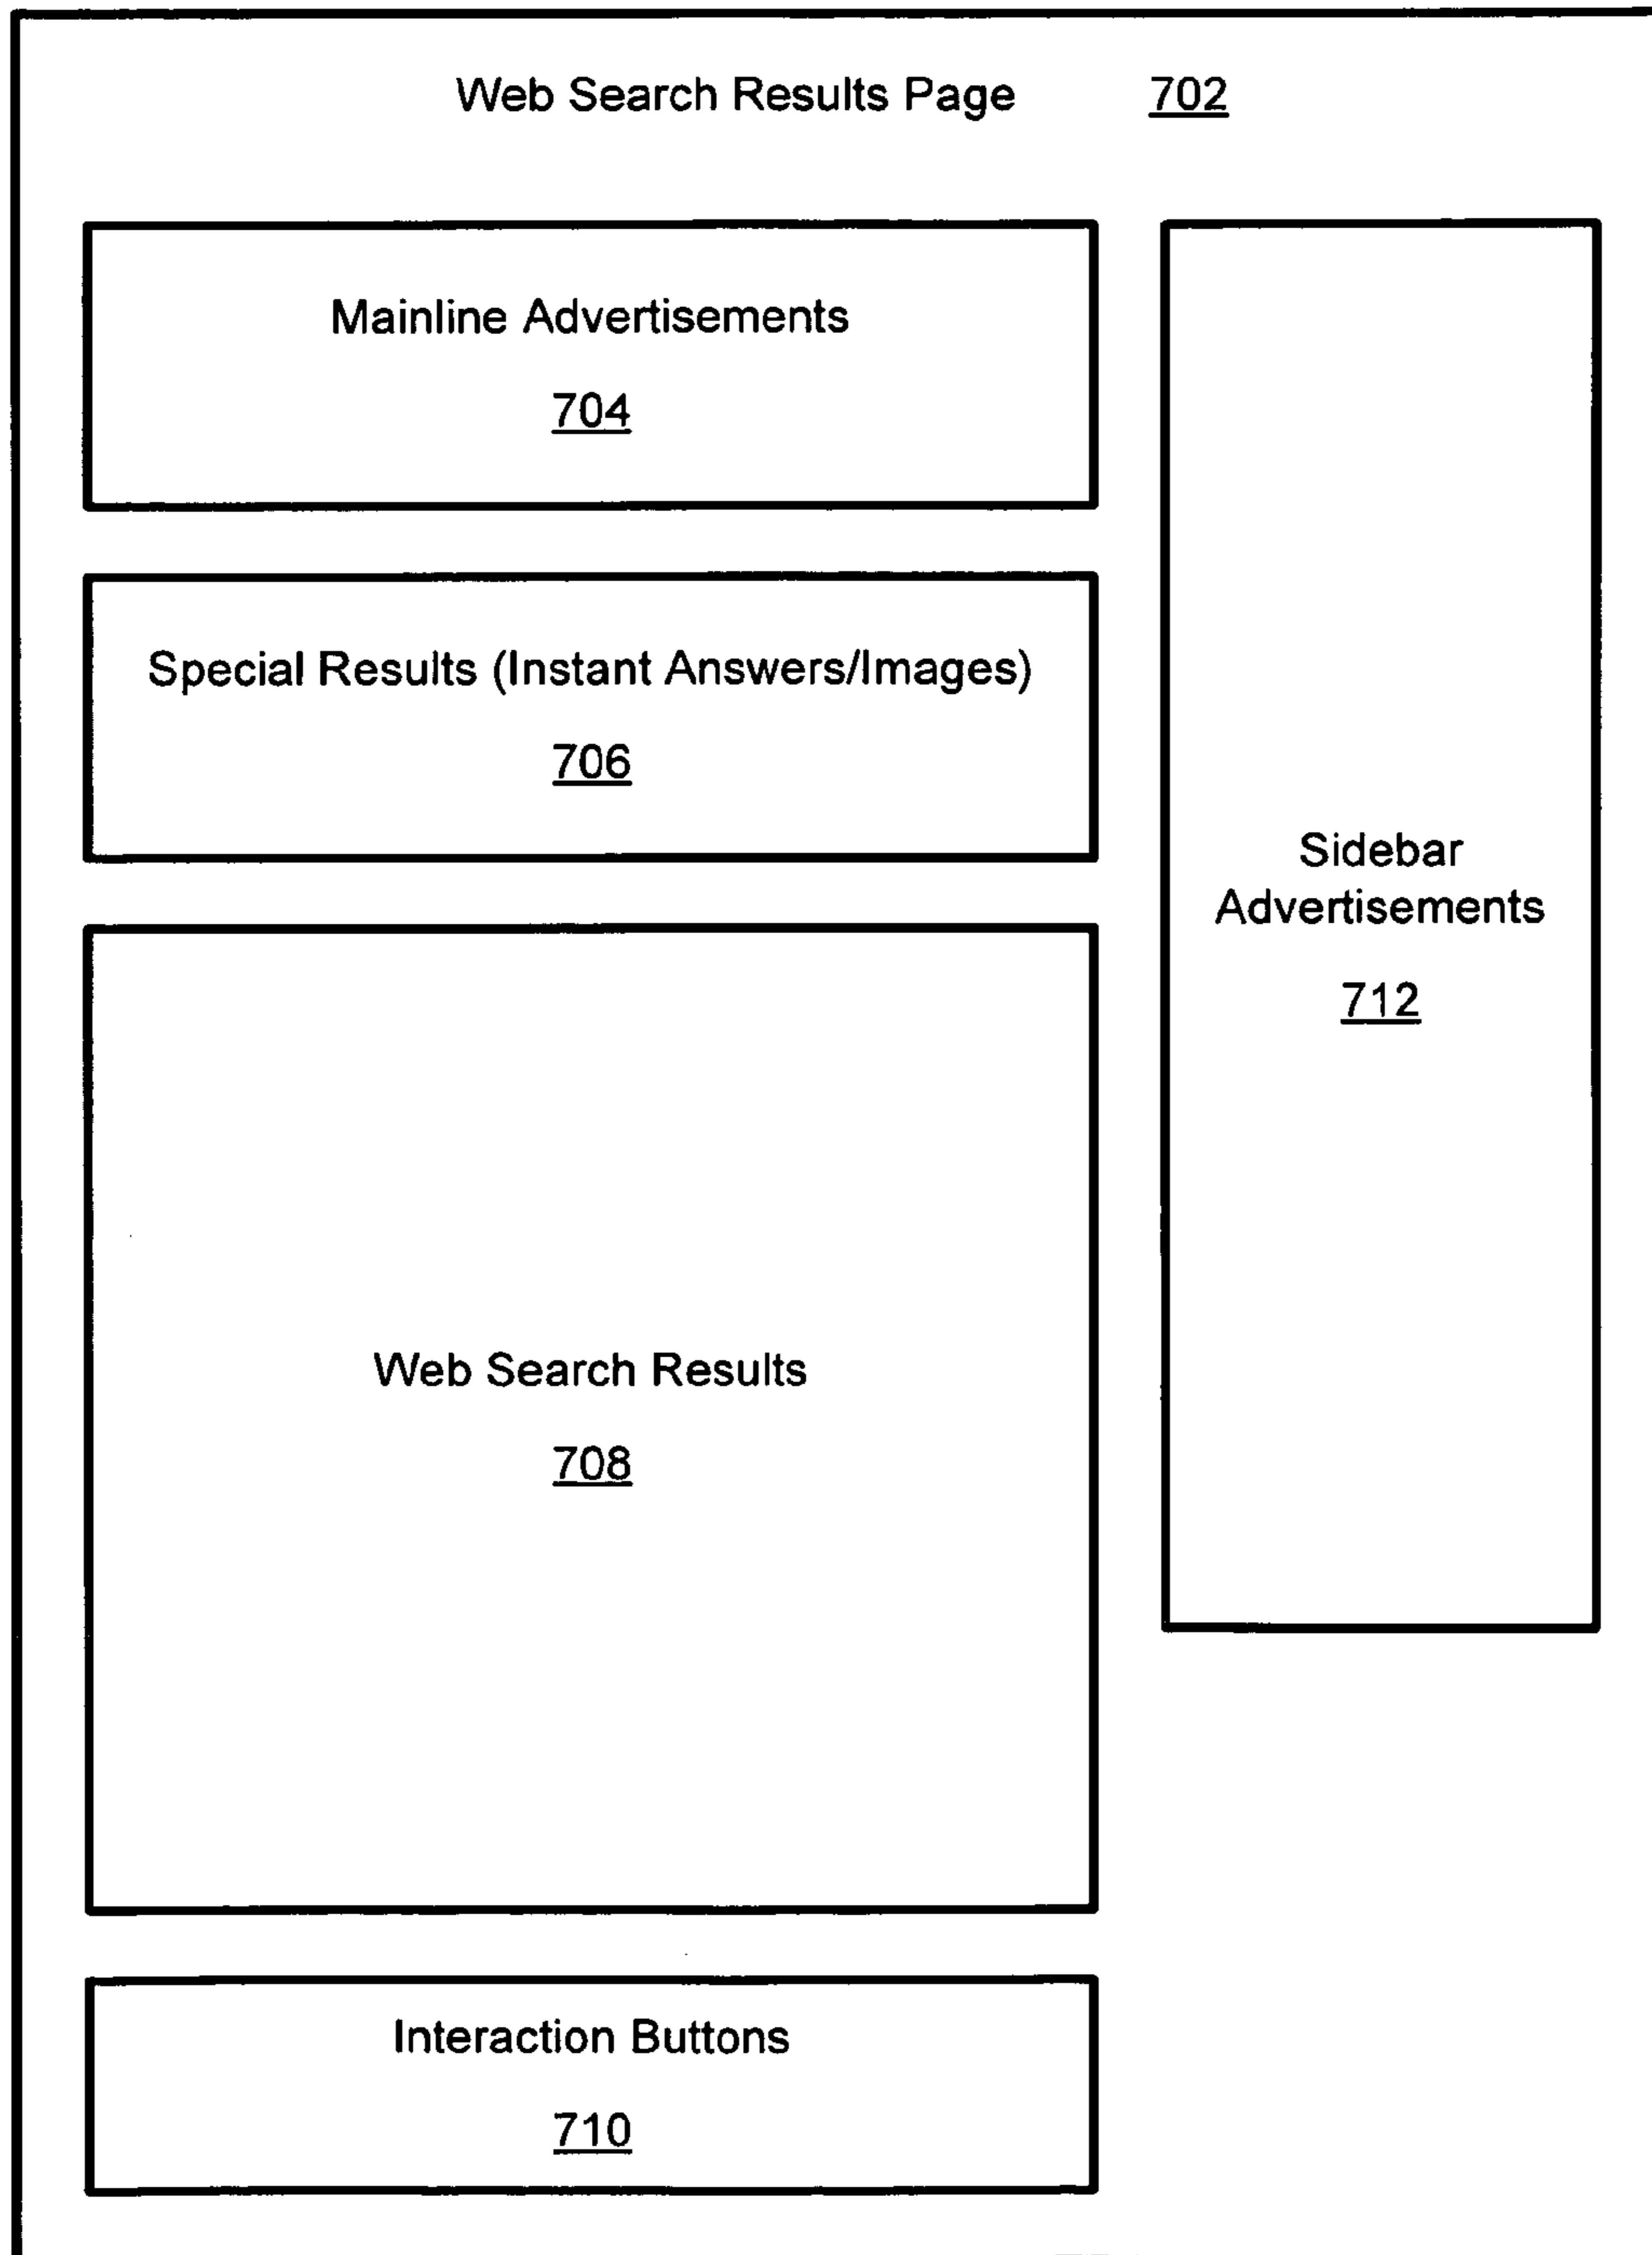 Web Search Results Page 702
Mainline Advertisements
704
Special Results (Instant Answers/Images)
706
Web Search Results
708
Interaction Buttons
710
Sidebar
Advertisements
712